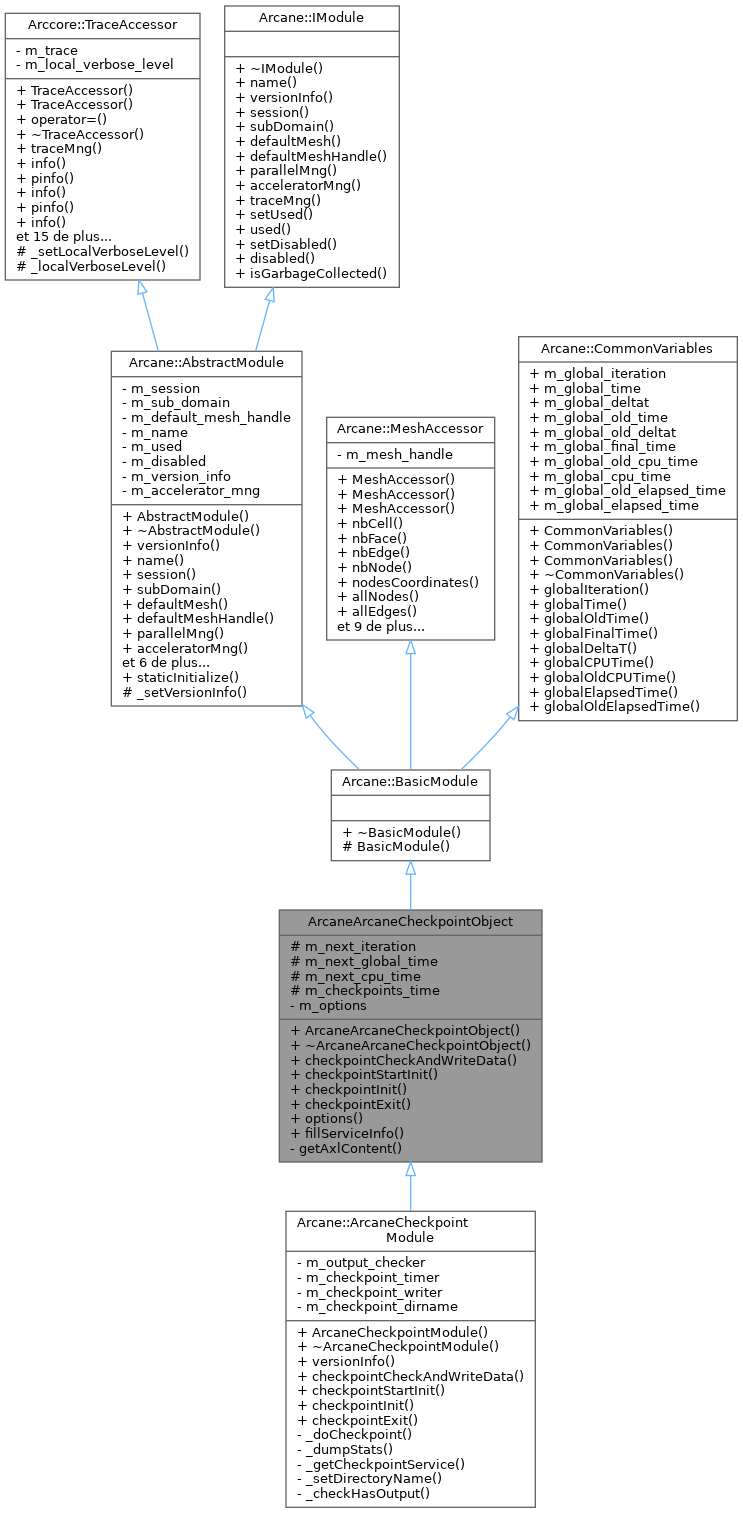 Arccore::TraceAccessor
- m_trace
- m_local_verbose_level
+ TraceAccessor()
+ TraceAccessor()
+ operator=()
+ ~TraceAccessor()
+ traceMng()
+ info()
+ pinfo()
+ info()
+ pinfo()
+ info()
et 15 de plus...
# _setLocalVerboseLevel()
# _localVerboseLevel()
Arcane::IModule
+ ~IModule()
+ name()
+ versionInfo()
+ session()
+ subDomain()
+ defaultMesh()
+ defaultMeshHandle()
+ parallelMng()
+ acceleratorMng()
+ traceMng()
+ setUsed()
+ used()
+ setDisabled()
+ disabled()
+ isGarbageCollected()
Arcane::AbstractModule
- m_session
- m_sub_domain
- m_default_mesh_handle
- m_name
- m_used
- m_disabled
- m_version_info
- m_accelerator_mng
+ AbstractModule()
+ ~AbstractModule()
+ versionInfo()
+ name()
+ session()
+ subDomain()
+ defaultMesh()
+ defaultMeshHandle()
+ parallelMng()
+ acceleratorMng()
et 6 de plus...
+ staticInitialize()
# _setVersionInfo()
Arcane::MeshAccessor
- m_mesh_handle
+ MeshAccessor()
+ MeshAccessor()
+ MeshAccessor()
+ nbCell()
+ nbFace()
+ nbEdge()
+ nbNode()
+ nodesCoordinates()
+ allNodes()
+ allEdges()
et 9 de plus...
Arcane::CommonVariables
+ m_global_iteration
+ m_global_time
+ m_global_deltat
+ m_global_old_time
+ m_global_old_deltat
+ m_global_final_time
+ m_global_old_cpu_time
+ m_global_cpu_time
+ m_global_old_elapsed_time
+ m_global_elapsed_time
+ CommonVariables()
+ CommonVariables()
+ CommonVariables()
+ ~CommonVariables()
+ globalIteration()
+ globalTime()
+ globalOldTime()
+ globalFinalTime()
+ globalDeltaT()
+ globalCPUTime()
+ globalOldCPUTime()
+ globalElapsedTime()
+ globalOldElapsedTime()
Arcane::BasicModule
+ ~BasicModule()
# BasicModule()
ArcaneArcaneCheckpointObject
# m_next_iteration
# m_next_global_time
# m_next_cpu_time
# m_checkpoints_time
- m_options
+ ArcaneArcaneCheckpointObject()
+ ~ArcaneArcaneCheckpointObject()
+ checkpointCheckAndWriteData()
+ checkpointStartInit()
+ checkpointInit()
+ checkpointExit()
+ options()
+ fillServiceInfo()
- getAxlContent()
Arcane::ArcaneCheckpoint
Module
- m_output_checker
- m_checkpoint_timer
- m_checkpoint_writer
- m_checkpoint_dirname
+ ArcaneCheckpointModule()
+ ~ArcaneCheckpointModule()
+ versionInfo()
+ checkpointCheckAndWriteData()
+ checkpointStartInit()
+ checkpointInit()
+ checkpointExit()
- _doCheckpoint()
- _dumpStats()
- _getCheckpointService()
- _setDirectoryName()
- _checkHasOutput()